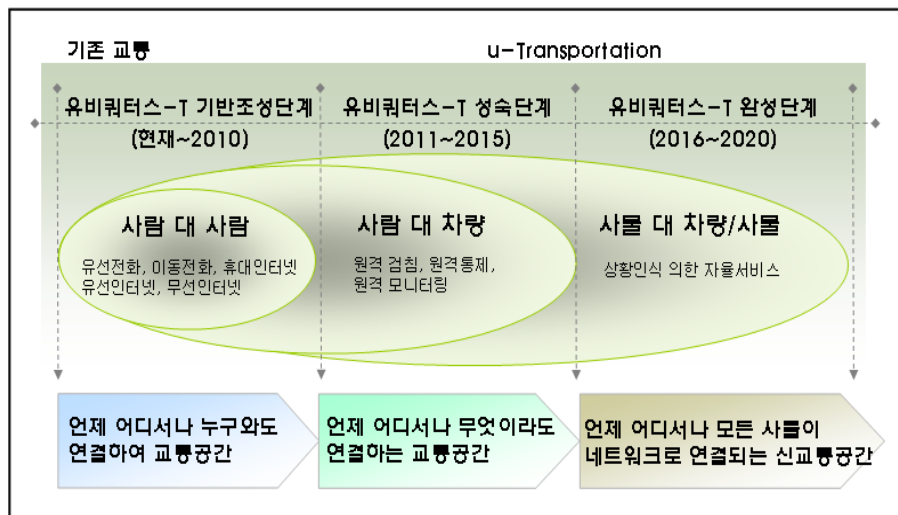 기존 교통
u-Transportation
유비쿼터스-T 기반조성단계
(현재~2010)
유비쿼터스-T 성숙단계
(2011~2015)
유비쿼터스-T 완성단계
(2016~2020)
사람 대 사람
유선전화, 이동전화, 휴대인터넷
유선인터넷, 무선인터넷
사람 대 차량
원격 검침, 원격통제,
원격 모니터링
사물 대 차량/사물
상황인식 의한 자율서비스
언제 어디서나 누구와도
연결하여 교통공간
언제 어디서나 무엇이라도
연결하는 교통공간
언제 어디서나 모든 사물이
네트워크로 연결되는 신교통공간